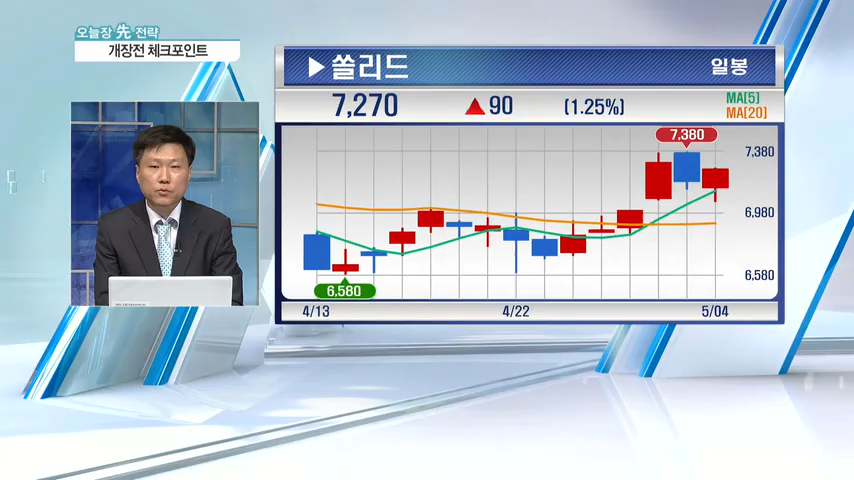 오늘장 先 전략
개장전 체크포인트
▶쏠리드
일봉
7,270 ▲90 (1.25%)
MA[5]
MA[20]
7,380
7,380
6,980
6,580
6,580
4/13 4/22 5/04